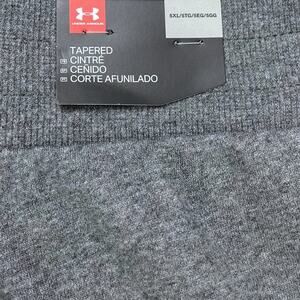 UNDER ARMOUR
5XL/5TG/5EG/5GG
TAPERED
CINTRÉ
CEÑIDO
CORTE AFUNILADO